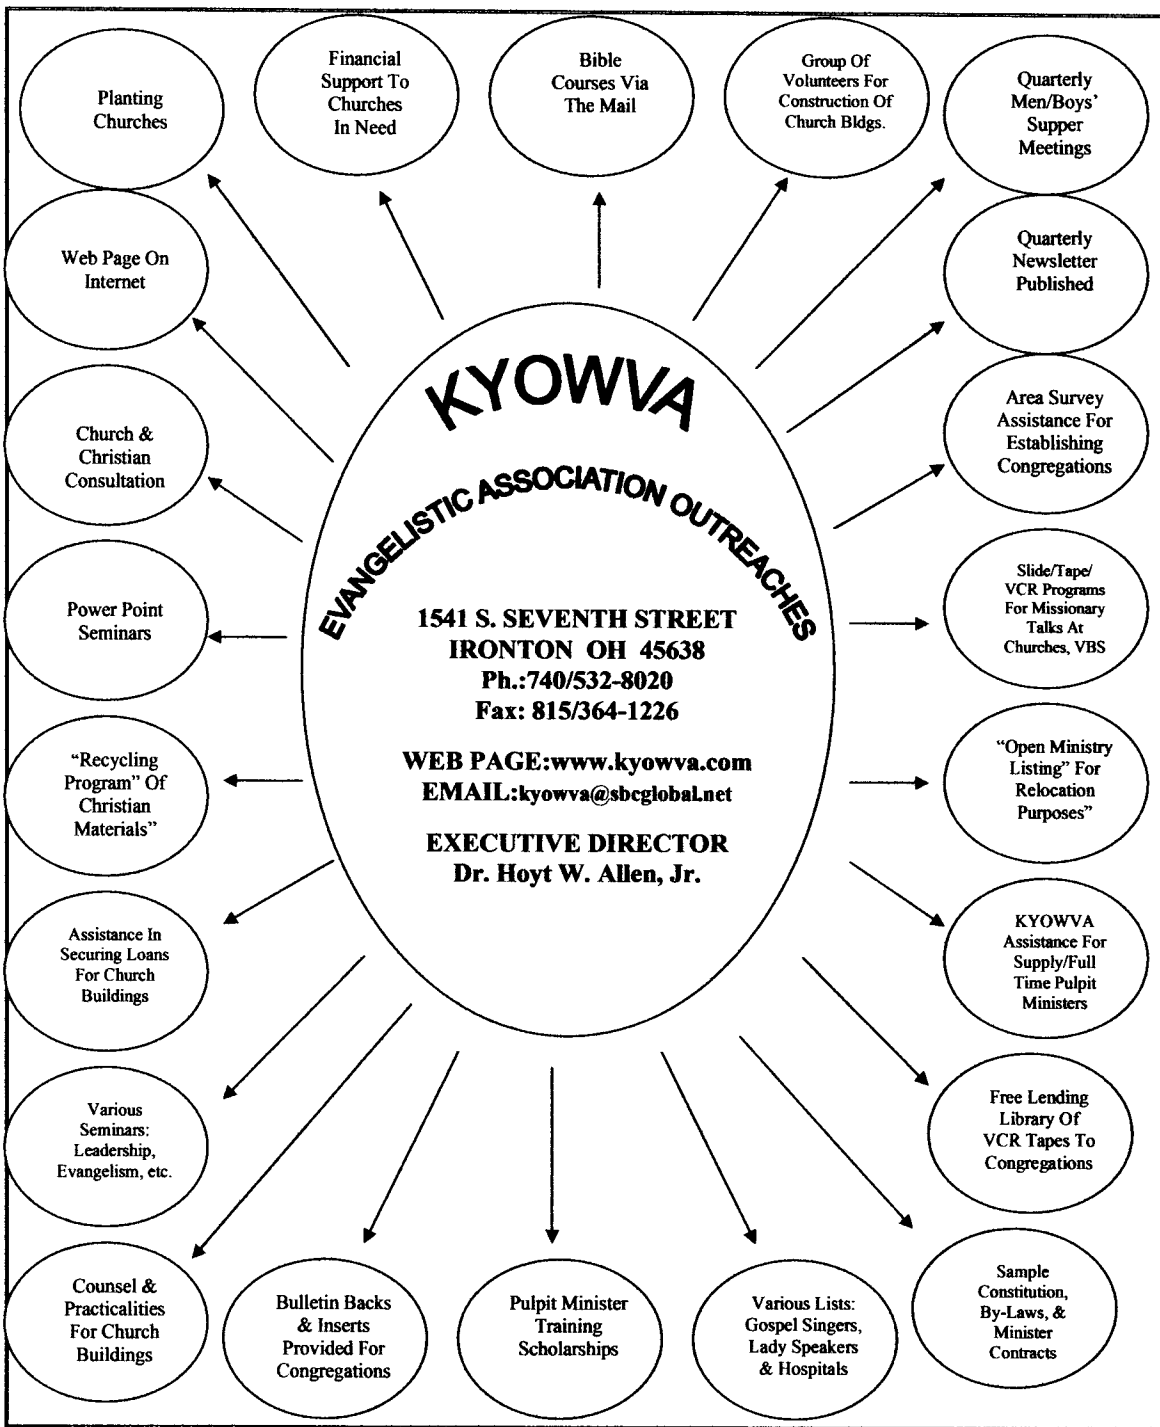 Planting
Churches
Financial
Support To
Churches
In Need
Bible
Courses Via
The Mail
Group Of
Volunteers For
Construction Of
Church Bldgs.
Quarterly
Men/Boys'
Supper
Meetings
Web Page On
Internet
Quarterly
Newsletter
Published
Church &
Christian
Consultation
Area Survey
Assistance For
Establishing
Congregations
Power Point
Seminars
Slide/Tape/
VCR Programs
For Missionary
Talks At
Churches, VBS
"Recycling
Program" Of
Christian
Materials"
"Open Ministry
Listing" For
Relocation
Purposes"
Assistance In
Securing Loans
For Church
Buildings
KYOWVA
Assistance For
Supply/Full
Time Pulpit
Ministers
Various
Seminars:
Leadership,
Evangelism, etc.
Free Lending
Library Of
VCR Tapes To
Congregations
Counsel &
Practicalities
For Church
Buildings
Bulletin Backs
& Inserts
Provided For
Congregations
Pulpit Minister
Training
Scholarships
Various Lists:
Gospel Singers,
Lady Speakers
& Hospitals
Sample
Constitution,
By-Laws, &
Minister
Contracts
KYOWVA
EVANGELISTIC ASSOCIATION OUTREACHES
1541 S. SEVENTH STREET
IRONTON OH 45638
Ph.:740/532-8020
Fax: 815/364-1226
WEB PAGE:www.kyowva.com
EMAIL:kyowva@sbcglobal.net
EXECUTIVE DIRECTOR
Dr. Hoyt W. Allen, Jr.